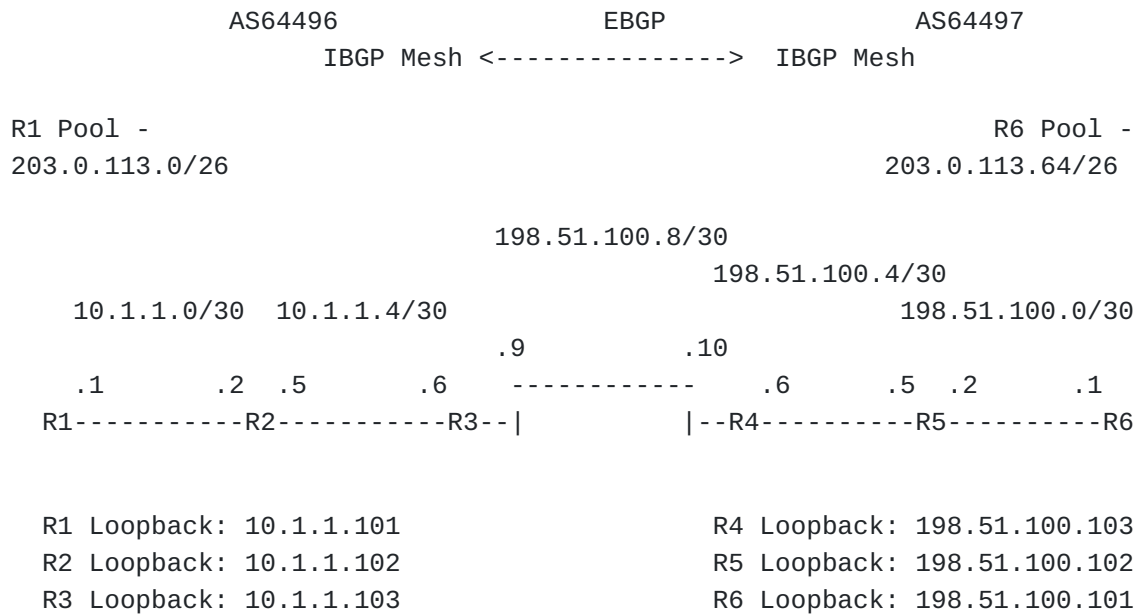 AS64496                 EBGP                AS64497
IBGP Mesh <---------------> IBGP Mesh
R1 Pool -                                                       R6 Pool -
203.0.113.0/26                                           203.0.113.64/26
198.51.100.8/30
198.51.100.4/30
10.1.1.0/30  10.1.1.4/30                             198.51.100.0/30
.9          .10
.1        .2  .5        .6    ------------    .6       .5  .2       .1
R1-----------R2-----------R3--|          |--R4----------R5----------R6
R1 Loopback: 10.1.1.101                  R4 Loopback: 198.51.100.103
R2 Loopback: 10.1.1.102                  R5 Loopback: 198.51.100.102
R3 Loopback: 10.1.1.103                  R6 Loopback: 198.51.100.101